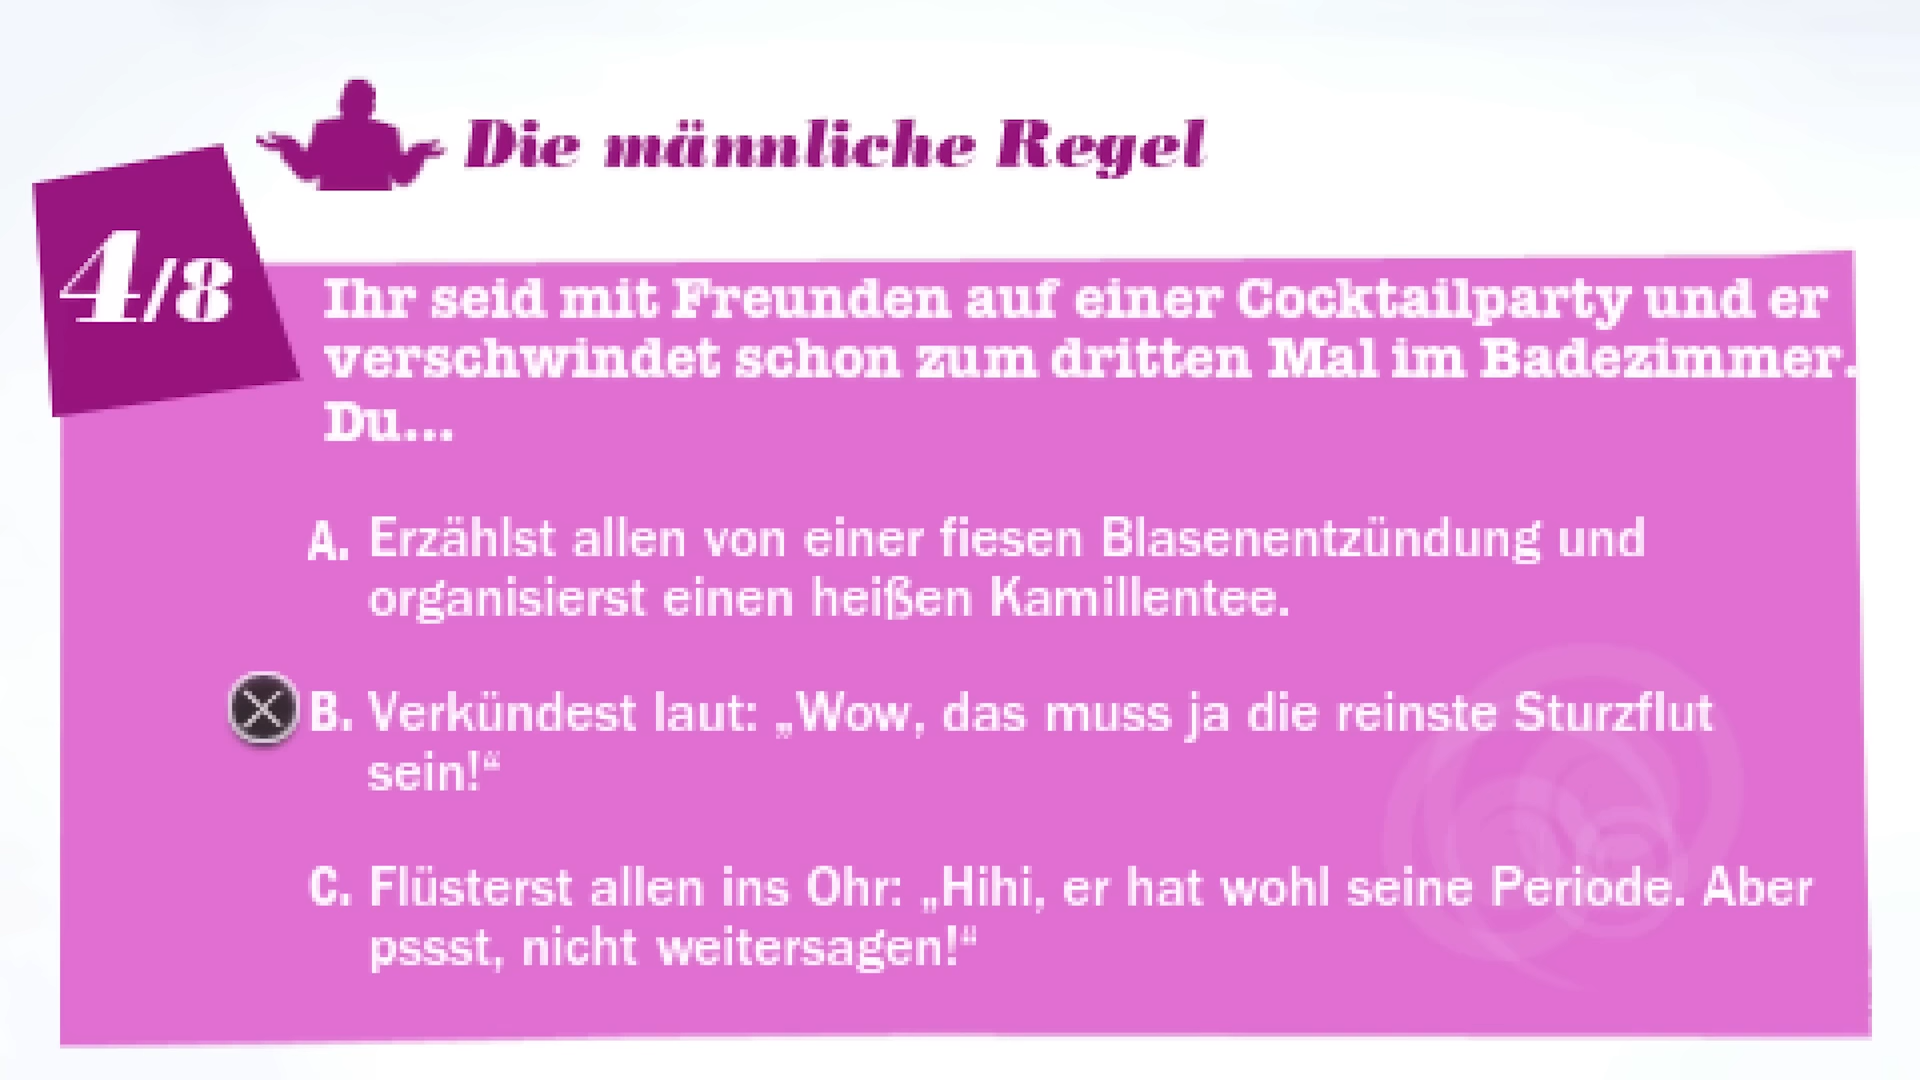 Die männliche Regel
4/8
Ihr seid mit Freunden auf einer Cocktailparty und er
verschwindet schon zum dritten Mal im Badezimmer.
Du...
A. Erzählst allen von einer fiesen Blasenentzündung und
organisierst einen heißen Kamillentee.
B. Verkündest laut: „Wow, das muss ja die reinste Sturzflut
sein!“
C. Flüsterst allen ins Ohr: „Hihi, er hat wohl seine Periode. Aber
pssst, nicht weitersagen!“